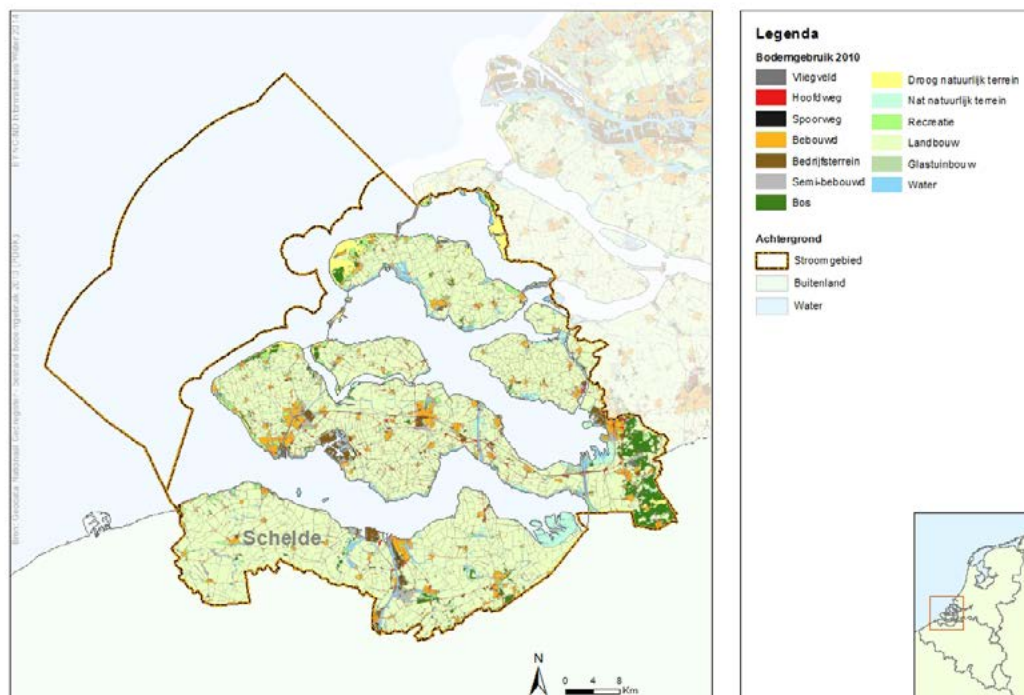 Legenda
Bodemgebruik 2010
Vliegveld
Hoofdweg
Spoorweg
Bebouwd
Bedrijfsterrein
Semi-bebouwd
Bos
Droog natuurlijk terrein
Nat natuurlijk terrein
Recreatie
Landbouw
Glastuinbouw
Water
Achtergrond
Stroomgebied
Buitenland
Water
Schelde
N
0 4 8
Km